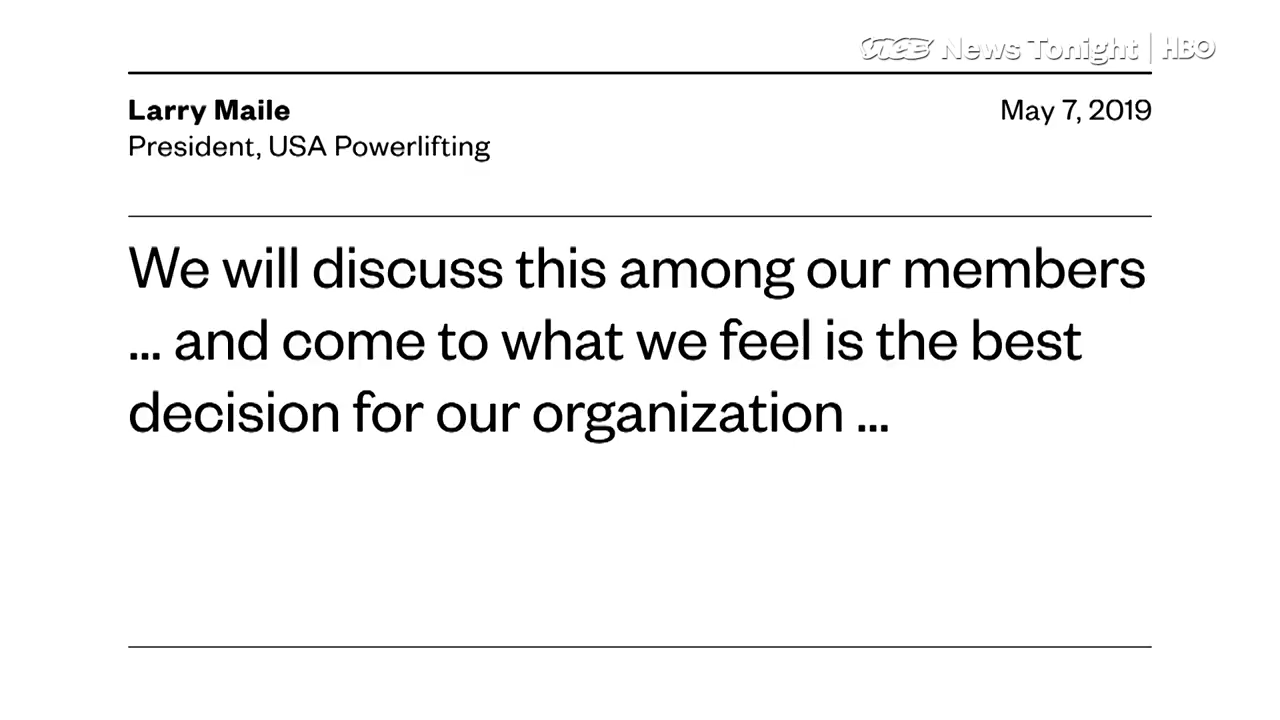 VICE News Tonight | HBO
Larry Maile
May 7, 2019
President, USA Powerlifting
We will discuss this among our members
... and come to what we feel is the best
decision for our organization ...